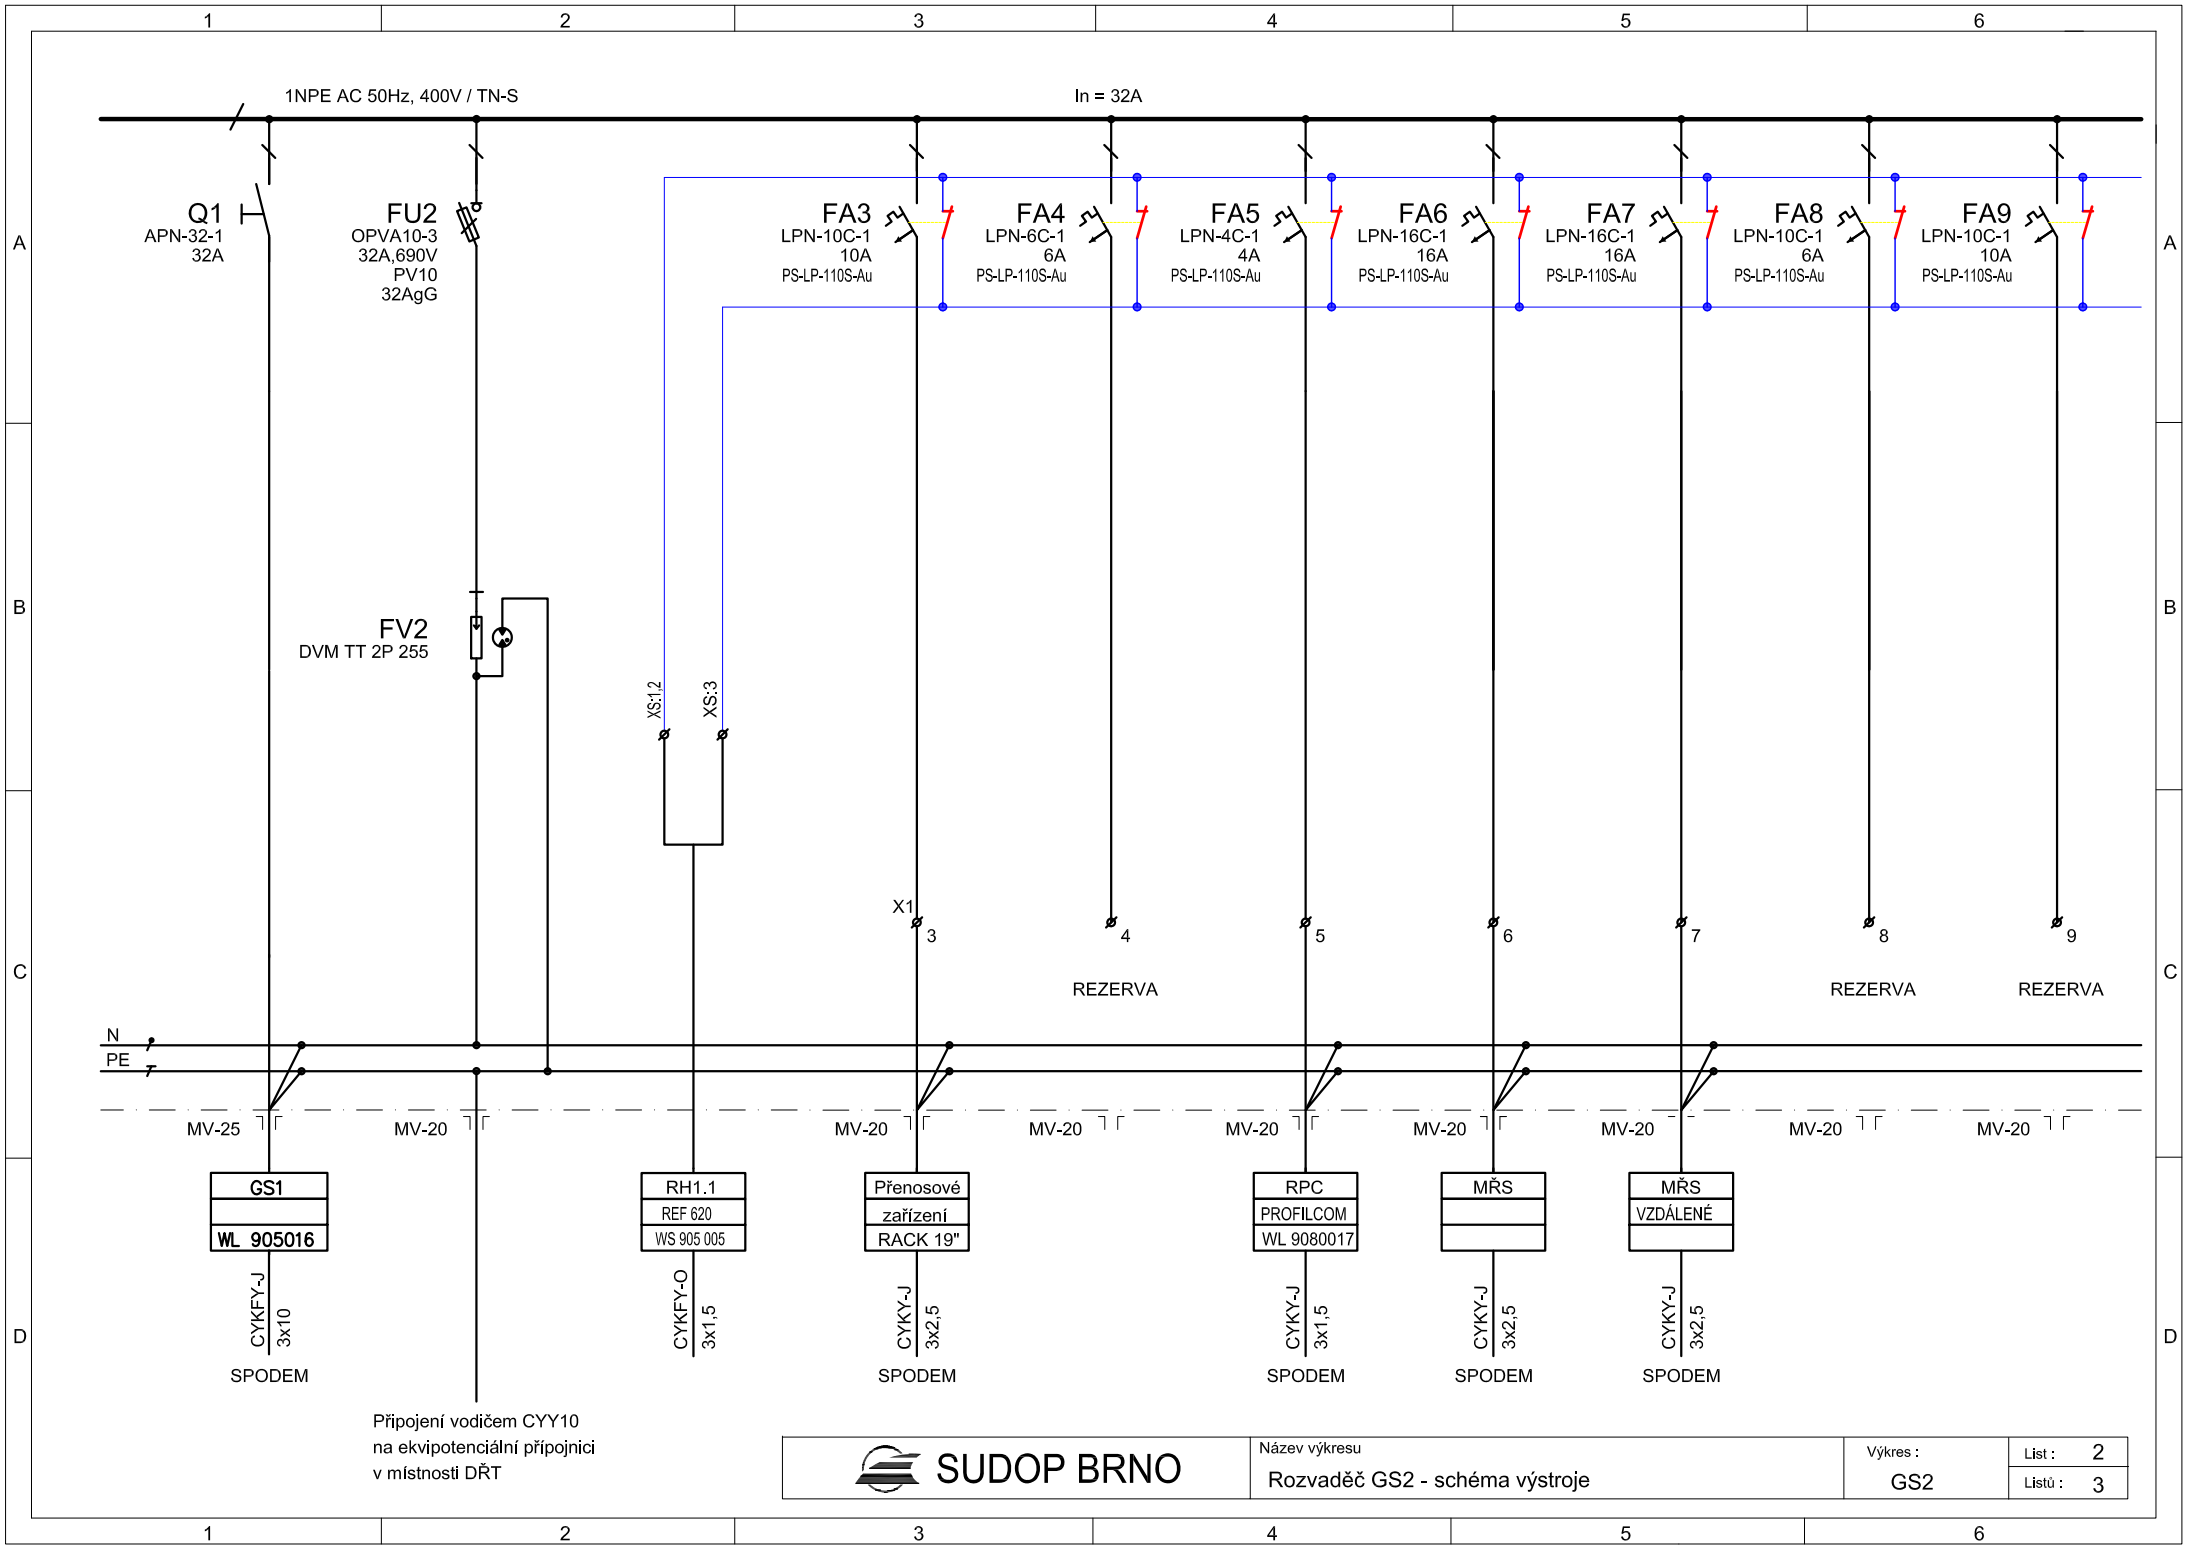 1 2 3 4 5 6
1NPE AC 50Hz, 400V / TN-S
In = 32A
A
A
Q1
APN-32-1
32A
FU2
OPVA10-3
32A,690V
PV10
32AgG
FA3
LPN-10C-1
10A
PS-LP-110S-Au
FA4
LPN-6C-1
6A
PS-LP-110S-Au
FA5
LPN-4C-1
4A
PS-LP-110S-Au
FA6
LPN-16C-1
16A
PS-LP-110S-Au
FA7
LPN-16C-1
16A
PS-LP-110S-Au
FA8
LPN-10C-1
6A
PS-LP-110S-Au
FA9
LPN-10C-1
10A
PS-LP-110S-Au
B
B
FV2
DVM TT 2P 255
XS:1,2
XS:3
X1
3
4
5
6
7
8
9
C
C
REZERVA
REZERVA
REZERVA
N
PE
MV-25
MV-20
MV-20
MV-20
MV-20
MV-20
MV-20
MV-20
MV-20
GS1
WL 905016
RH1.1
REF 620
WS 905 005
Přenosové
zařízení
RACK 19"
RPC
PROFILCOM
WL 9080017
MŘS
MŘS
VZDÁLENÉ
D
D
CYKFY-J
3x10
CYKFY-O
3x1,5
CYKY-J
3x2,5
CYKY-J
3x1,5
CYKY-J
3x2,5
CYKY-J
3x2,5
SPODEM
SPODEM
SPODEM
SPODEM
SPODEM
Připojení vodičem CYY10
na ekvipotenciální přípojnici
v místnosti DŘT
SUDOP BRNO
Název výkresu
Rozvaděč GS2 - schéma výstroje
Výkres :
GS2
List : 2
Listů : 3
1 2 3 4 5 6